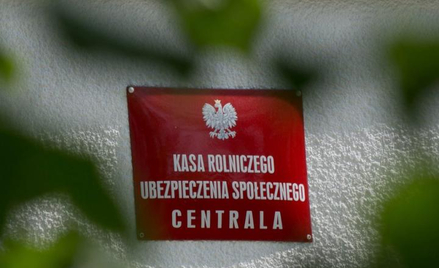 KASA ROLNICZEGO
UBEZPIECZENIA SPOŁECZNEGO
CENTRALA